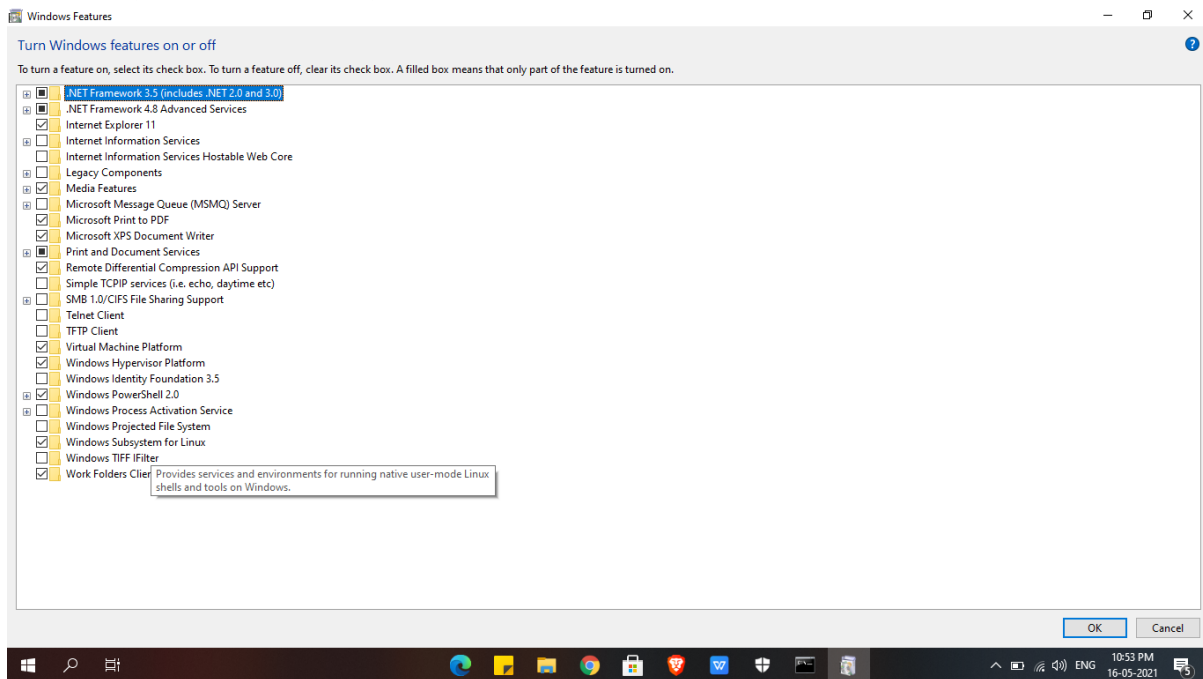 Windows Features
Turn Windows features on or off
To turn a feature on, select its check box. To turn a feature off, clear its check box. A filled box means that only part of the feature is turned on.
.NET Framework 3.5 (includes .NET 2.0 and 3.0)
.NET Framework 4.8 Advanced Services
Internet Explorer 11
Internet Information Services
Internet Information Services Hostable Web Core
Legacy Components
Media Features
Microsoft Message Queue (MSMQ) Server
Microsoft Print to PDF
Microsoft XPS Document Writer
Print and Document Services
Remote Differential Compression API Support
Simple TCPIP services (i.e. echo, daytime etc)
SMB 1.0/CIFS File Sharing Support
Telnet Client
TFTP Client
Virtual Machine Platform
Windows Hypervisor Platform
Windows Identity Foundation 3.5
Windows PowerShell 2.0
Windows Process Activation Service
Windows Projected File System
Windows Subsystem for Linux
Windows TIFF IFilter
Work Folders Clien
Provides services and environments for running native user-mode Linux
shells and tools on Windows.
OK Cancel
ENG
10:53 PM
16-05-2021
5